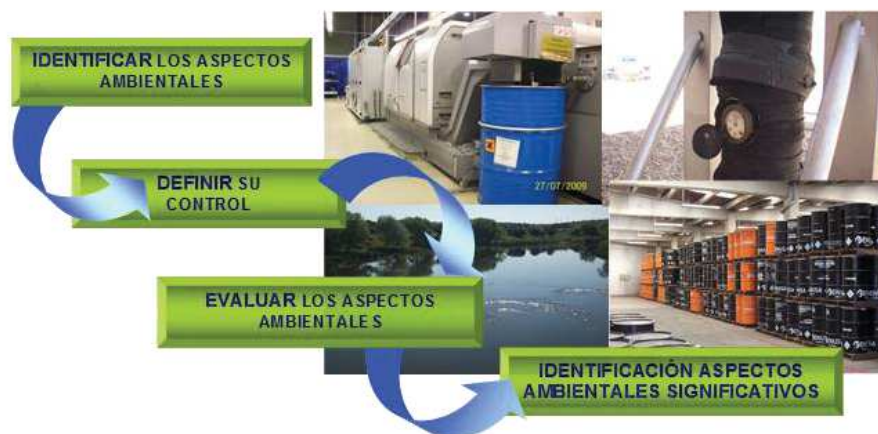 IDENTIFICAR LOS ASPECTOS
AMBIENTALES
DEFINIR SU
CONTROL
27/07/2009
EVALUAR LOS ASPECTOS
AMBIENTALES
IDENTIFICACIÓN ASPECTOS
AMBIENTALES SIGNIFICATIVOS